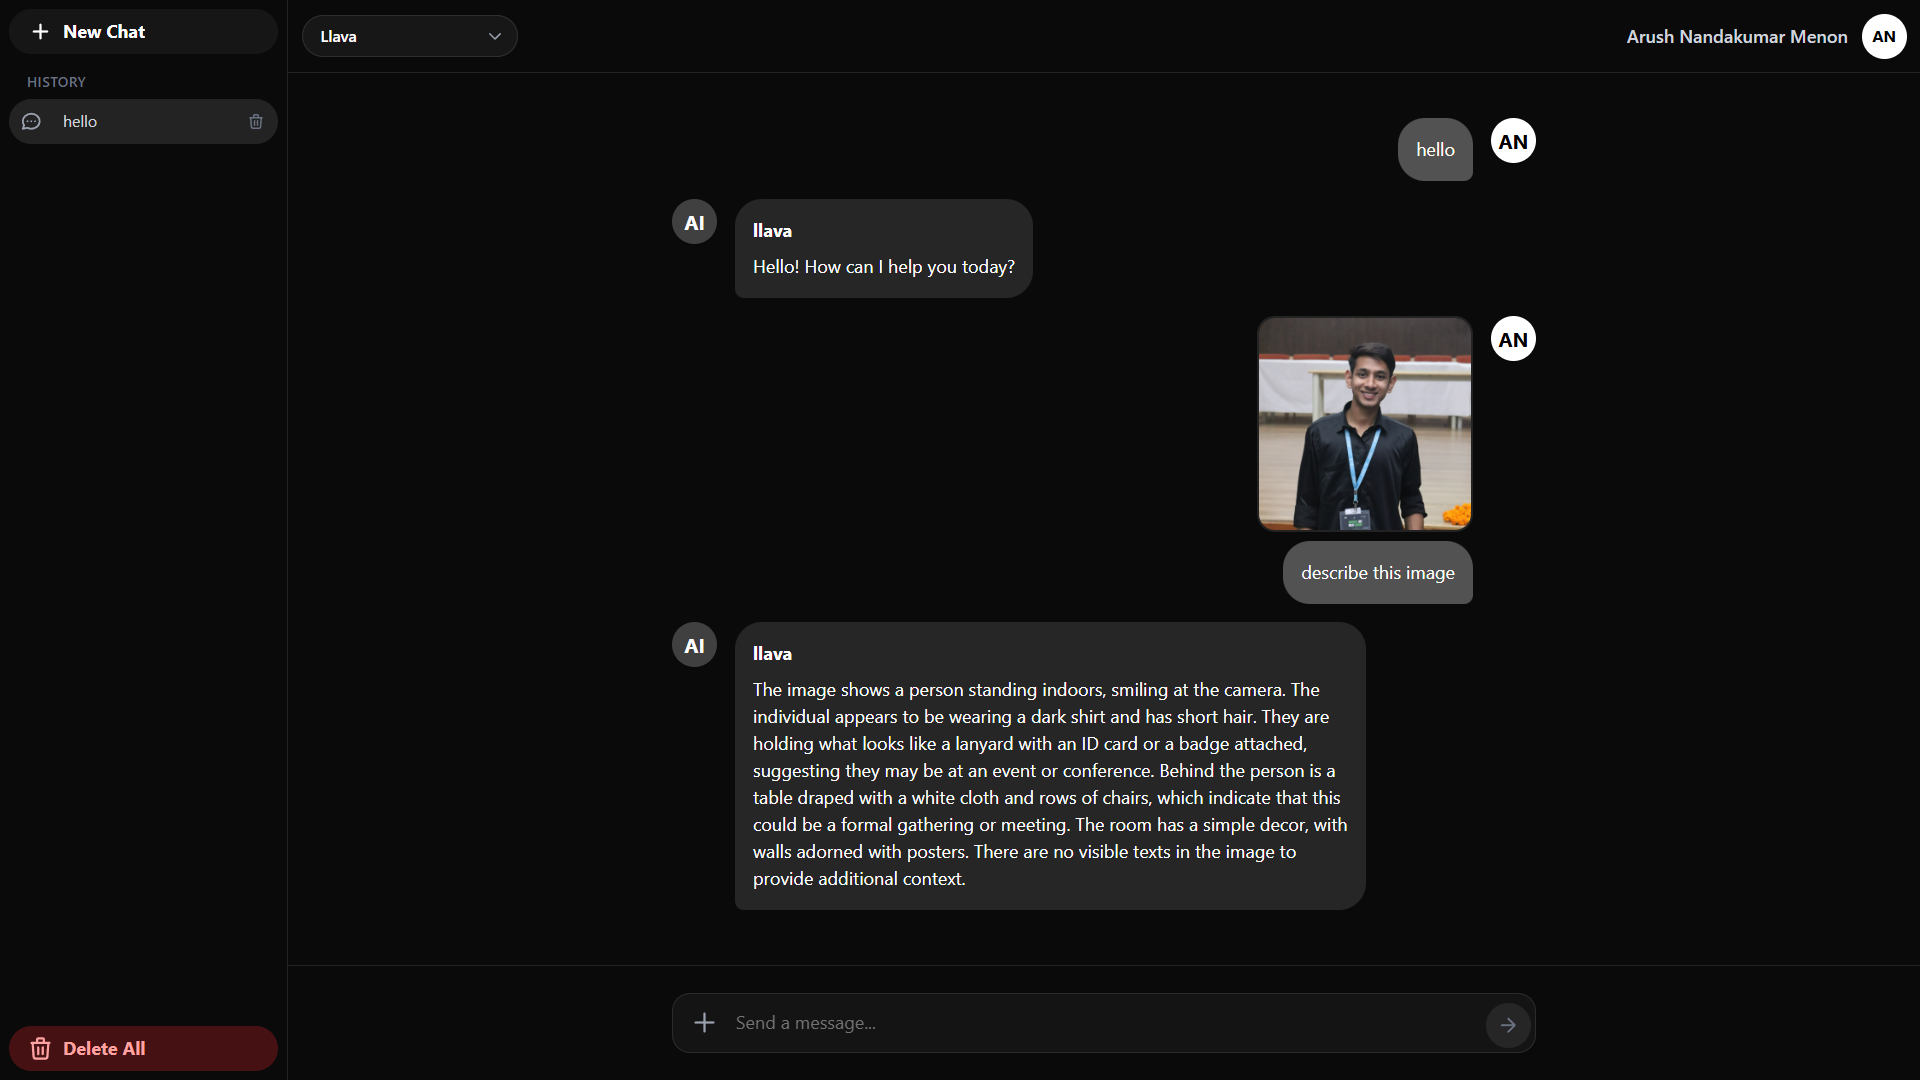 New Chat
HISTORY
hello
Delete All
Llava
Arush Nandakumar Menon
AN
hello
AN
AI
llava
Hello! How can I help you today?
AN
describe this image
AI
llava
The image shows a person standing indoors, smiling at the camera. The
individual appears to be wearing a dark shirt and has short hair. They are
holding what looks like a lanyard with an ID card or a badge attached,
suggesting they may be at an event or conference. Behind the person is a
table draped with a white cloth and rows of chairs, which indicate that this
could be a formal gathering or meeting. The room has a simple decor, with
walls adorned with posters. There are no visible texts in the image to
provide additional context.
Send a message...